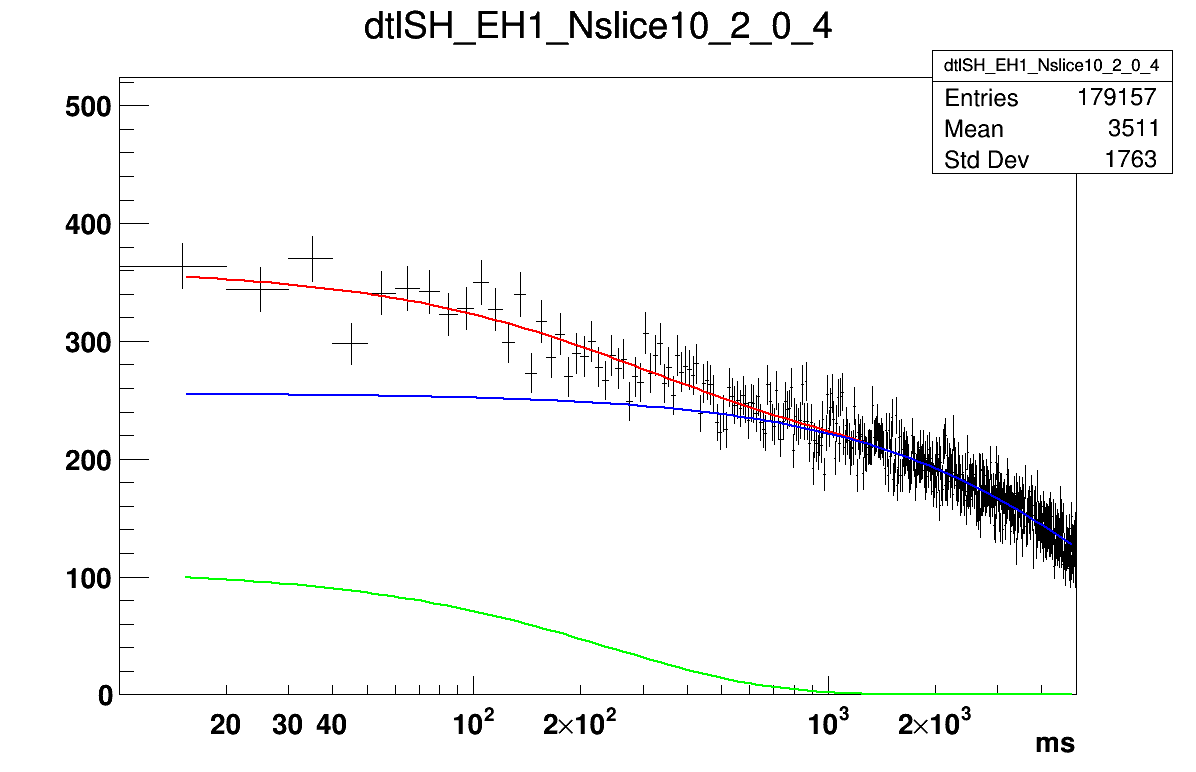 dtlSH_EH1_Nslice10_2_0_4
dtlSH_EH1_Nslice10_2_0_4
Entries 179157
Mean 3511
Std Dev 1763
500
400
300
200
100
0
20 30 40 10² 2×10² 10³ 2×10³
ms